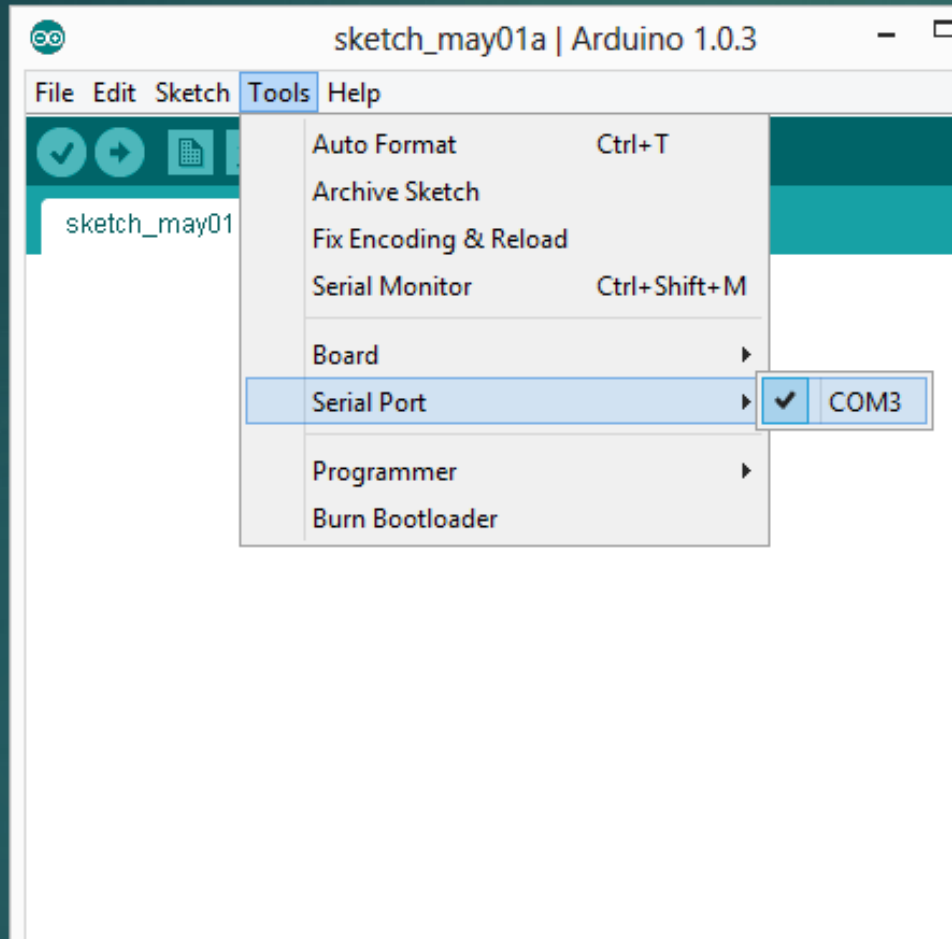 sketch_may01a | Arduino 1.0.3
File Edit Sketch Tools Help
sketch_may01
Auto Format Ctrl+T
Archive Sketch
Fix Encoding & Reload
Serial Monitor Ctrl+Shift+M
Board
Serial Port COM3
Programmer
Burn Bootloader